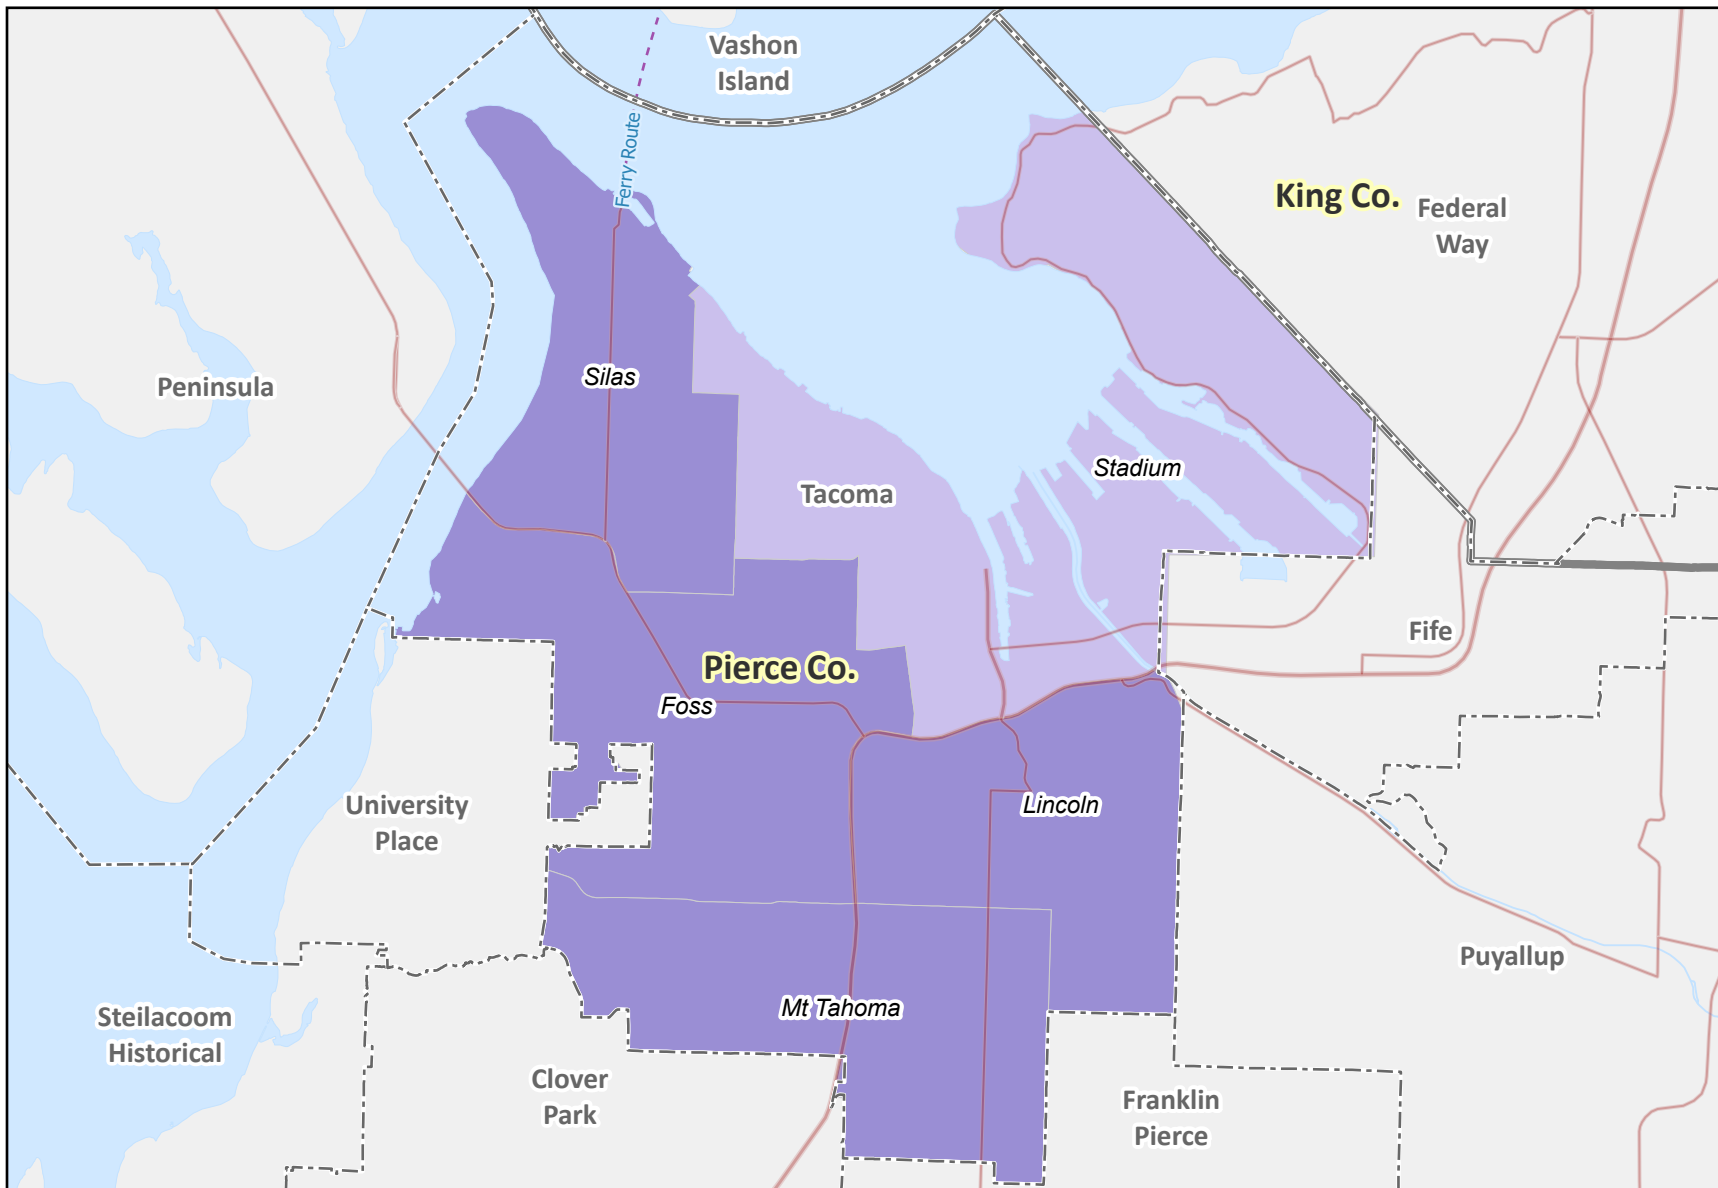 Vashon
Island
Ferry Route
King Co.
Federal
Way
Peninsula
Silas
Tacoma
Stadium
Fife
Pierce Co.
Foss
University
Place
Lincoln
Puyallup
Steilacoom
Historical
Mt Tahoma
Clover
Park
Franklin
Pierce